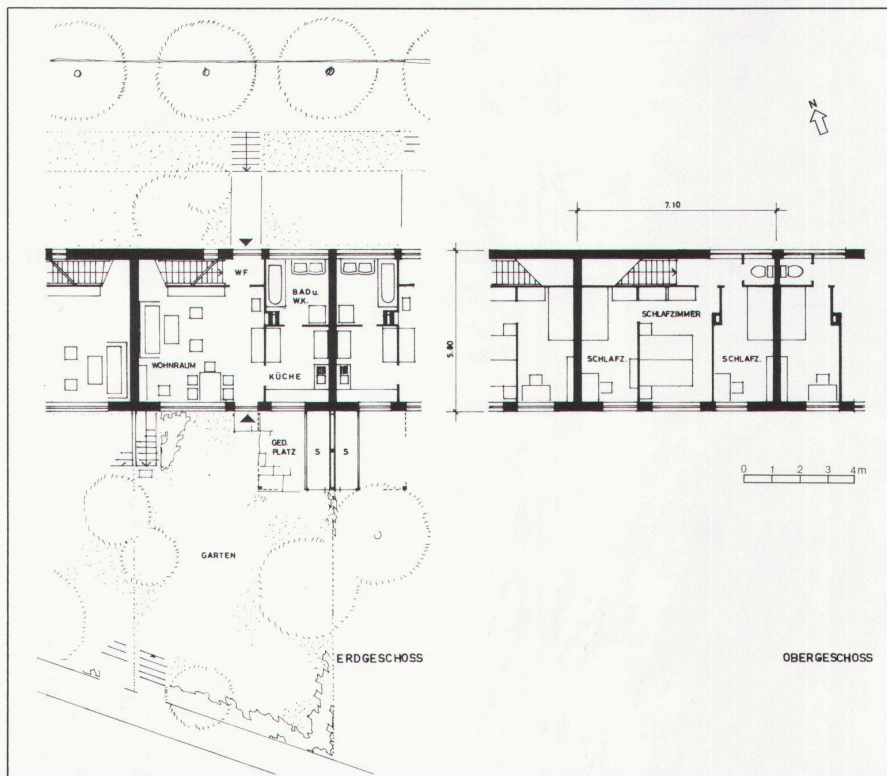 N
7.10
5.80
WF
BAD u.
W.K.
WOHNRAUM
KÜCHE
GED.
PLATZ
S
S
GARTEN
ERDGESCHOSS
SCHLAFZIMMER
SCHLAFZ.
SCHLAFZ.
0 1 2 3 4m
OBERGESCHOSS